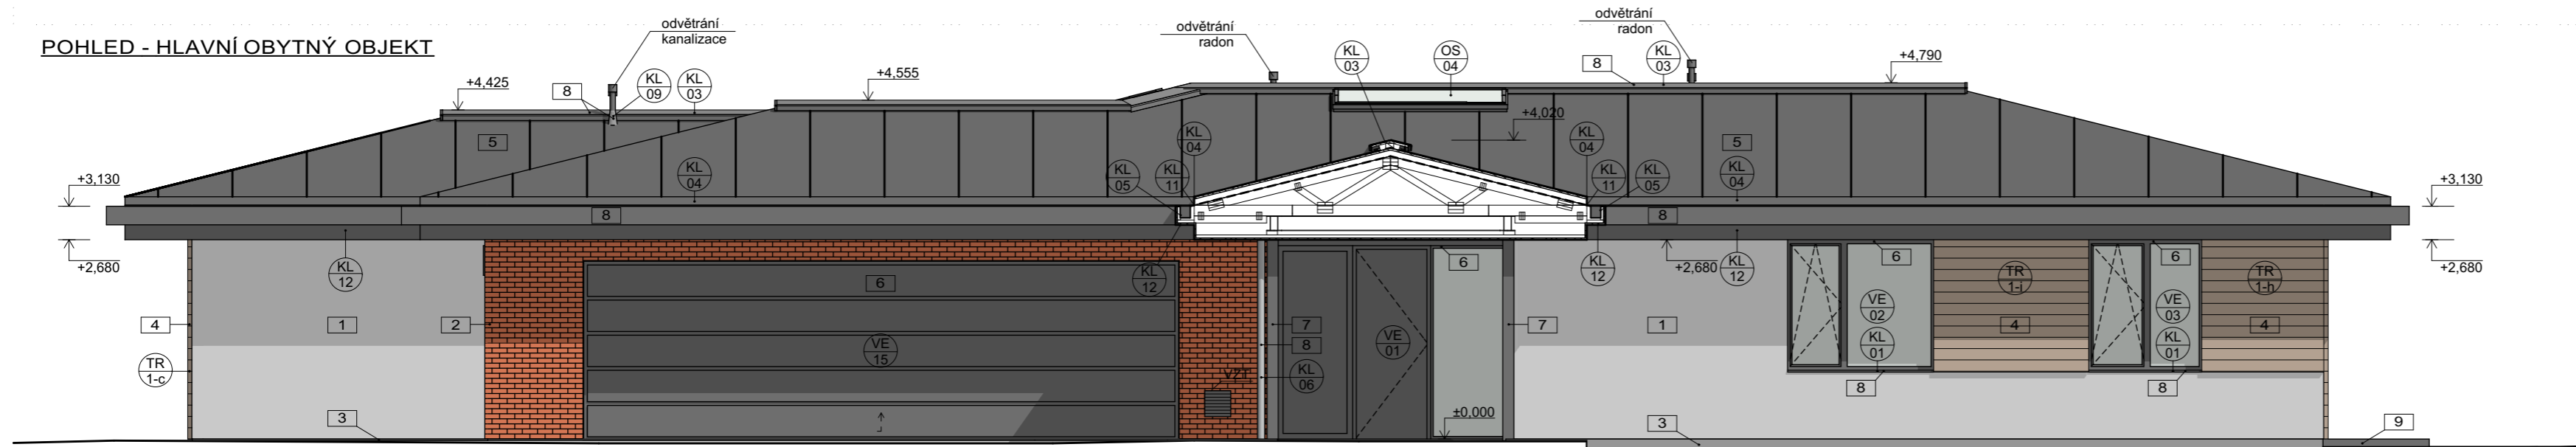 POHLED - HLAVNÍ OBYTNÝ OBJEKT
odvětrání
kanalizace
odvětrání
radon
odvětrání
radon
+4,425
8
KL
09
KL
03
+4,555
KL
03
OS
04
8
KL
03
+4,790
+4,020
5
KL
04
KL
04
5
+3,130
KL
04
KL
05
KL
11
KL
11
KL
05
KL
04
+3,130
8
8
+2,680
KL
12
6
KL
12
6
KL
12
+2,680
KL
12
6
TR
1-i
6
TR
1-h
+2,680
4
1
2
VE
15
7
8
VE
01
7
1
VE
02
KL
01
4
VE
03
KL
01
4
TR
1-c
VZT
KL
06
8
8
3
±0,000
3
9